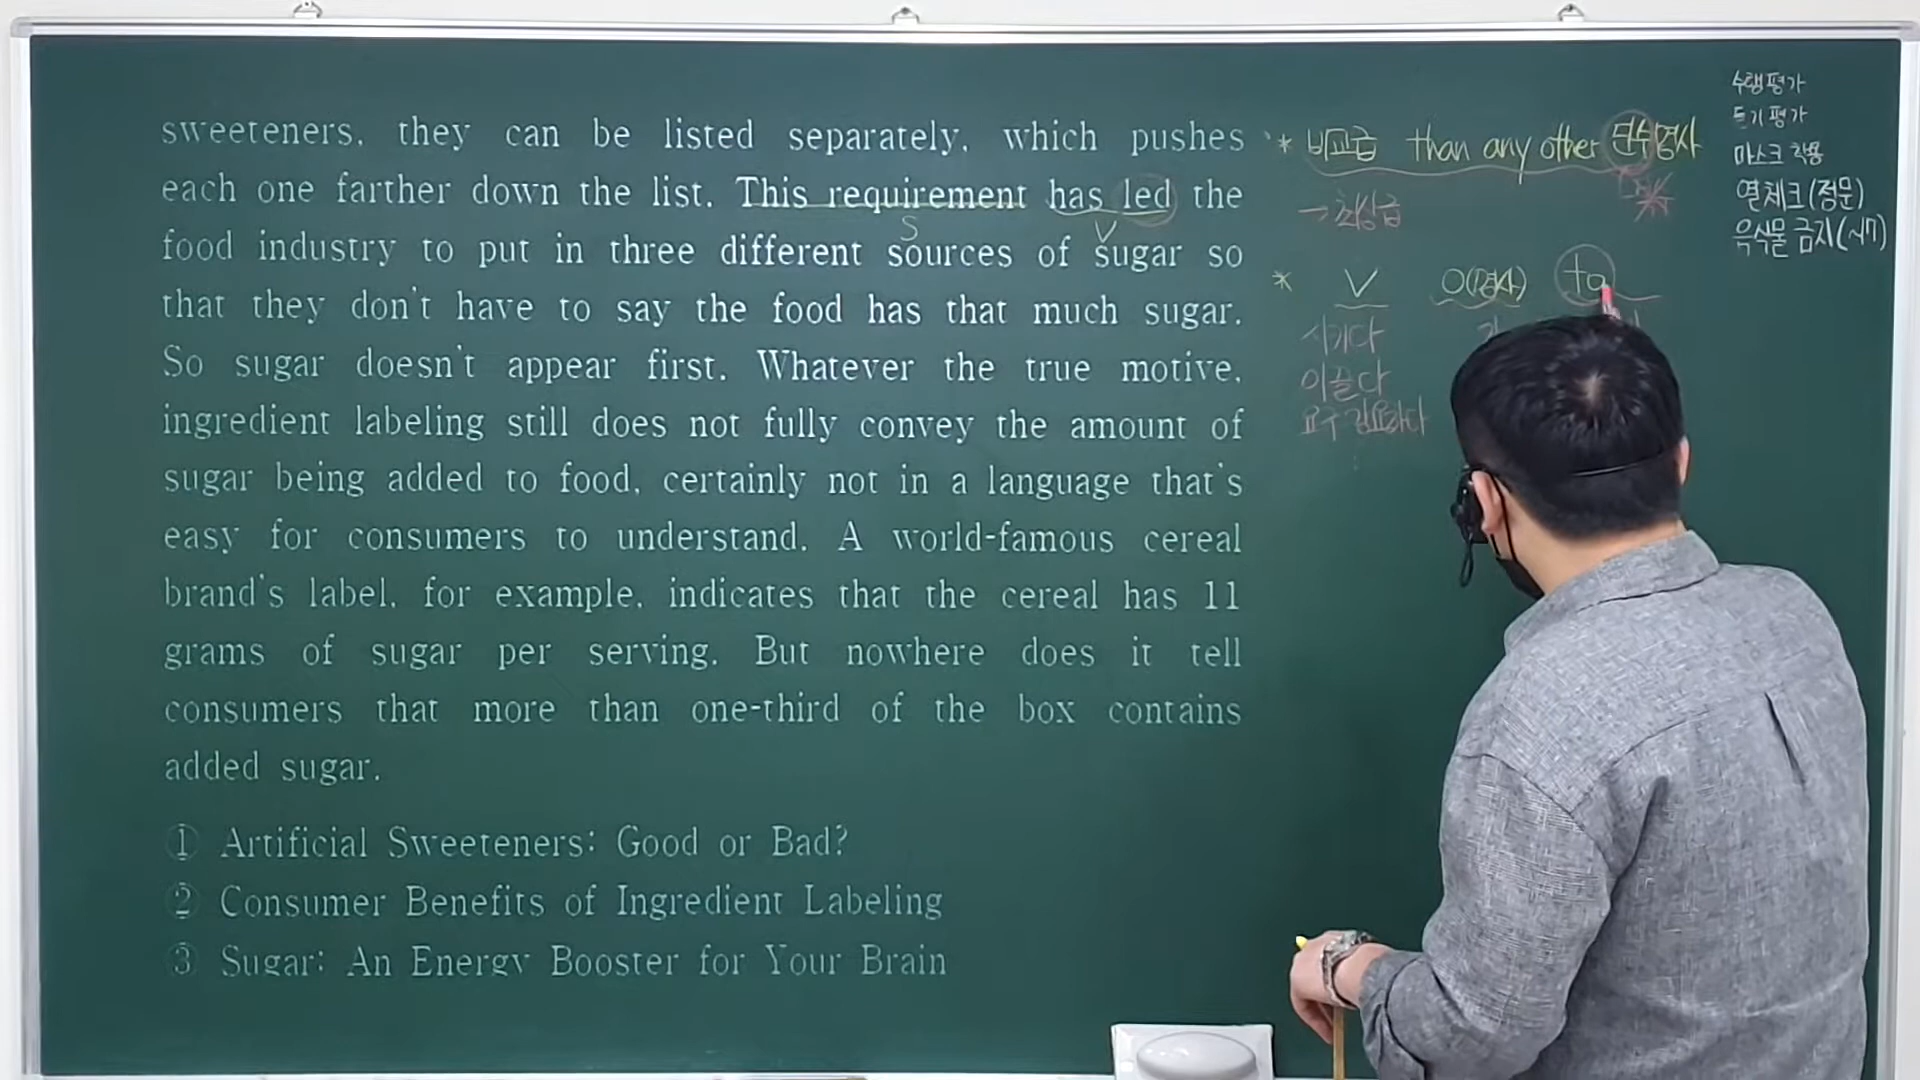 sweeteners, they can be listed separately, which pushes
each one farther down the list. This requirement has led the
S V
food industry to put in three different sources of sugar so
that they don't have to say the food has that much sugar.
So sugar doesn't appear first. Whatever the true motive,
ingredient labeling still does not fully convey the amount of
sugar being added to food, certainly not in a language that's
easy for consumers to understand. A world-famous cereal
brand's label, for example, indicates that the cereal has 11
grams of sugar per serving. But nowhere does it tell
consumers that more than one-third of the box contains
added sugar.
① Artificial Sweeteners: Good or Bad?
② Consumer Benefits of Ingredient Labeling
③ Sugar: An Energy Booster for Your Brain
* 비교급 than any other 단수명사
→ 최상급
* V O(명사) to
시키다
이끌다
요구 강요하다
수행평가
듣기평가
마스크 착용
열체크(정문)
음식물 금지(~17)